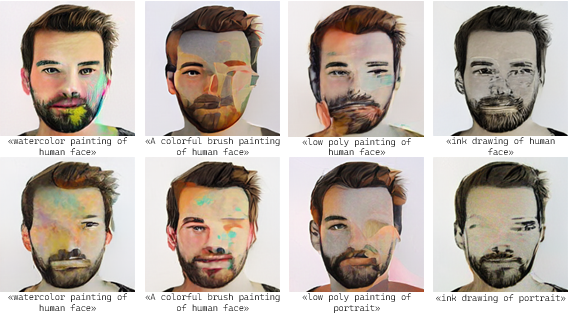 «watercolor painting of
human face»
«A colorful brush painting
of human face»
«low poly painting of
human face»
«ink drawing of human
face»
«watercolor painting of
human face»
«A colorful brush painting
of human face»
«low poly painting of
portrait»
«ink drawing of portrait»